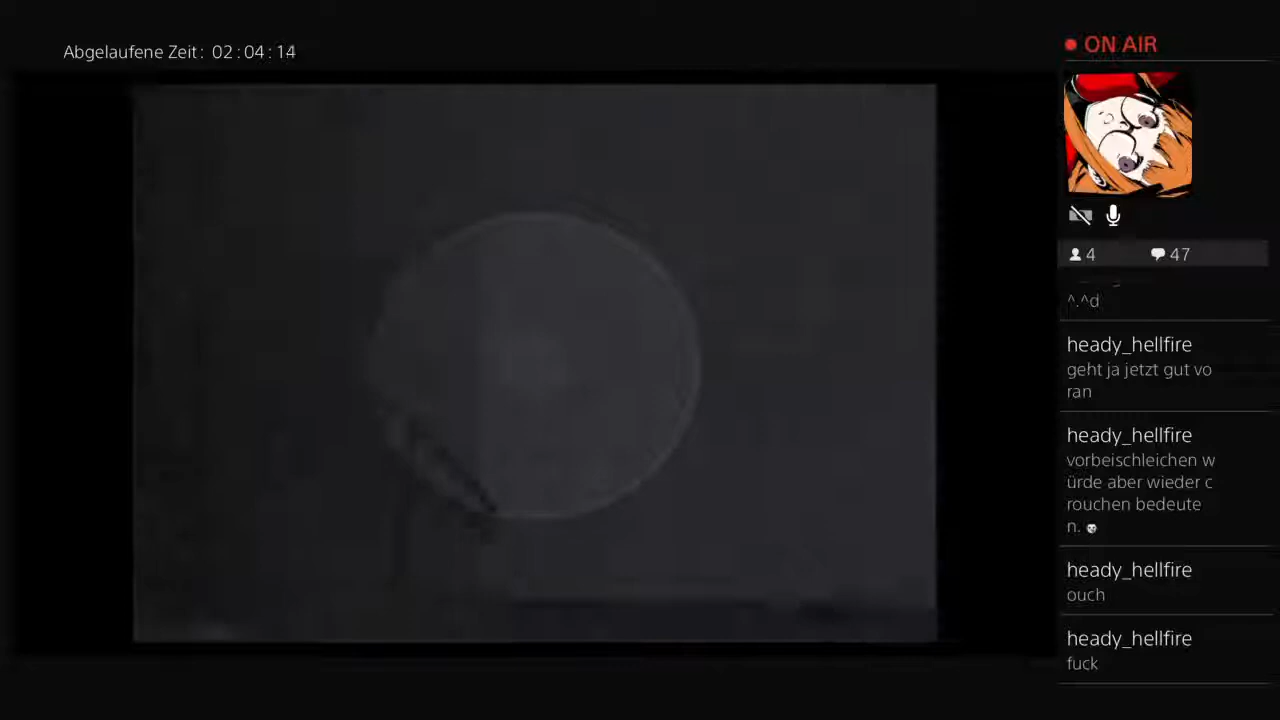 Abgelaufene Zeit: 02:04:14
ON AIR
4
47
^.^d
heady_hellfire
geht ja jetzt gut vo
ran
heady_hellfire
vorbeischleichen w
ürde aber wieder c
rouchen bedeute
n.
heady_hellfire
ouch
heady_hellfire
fuck